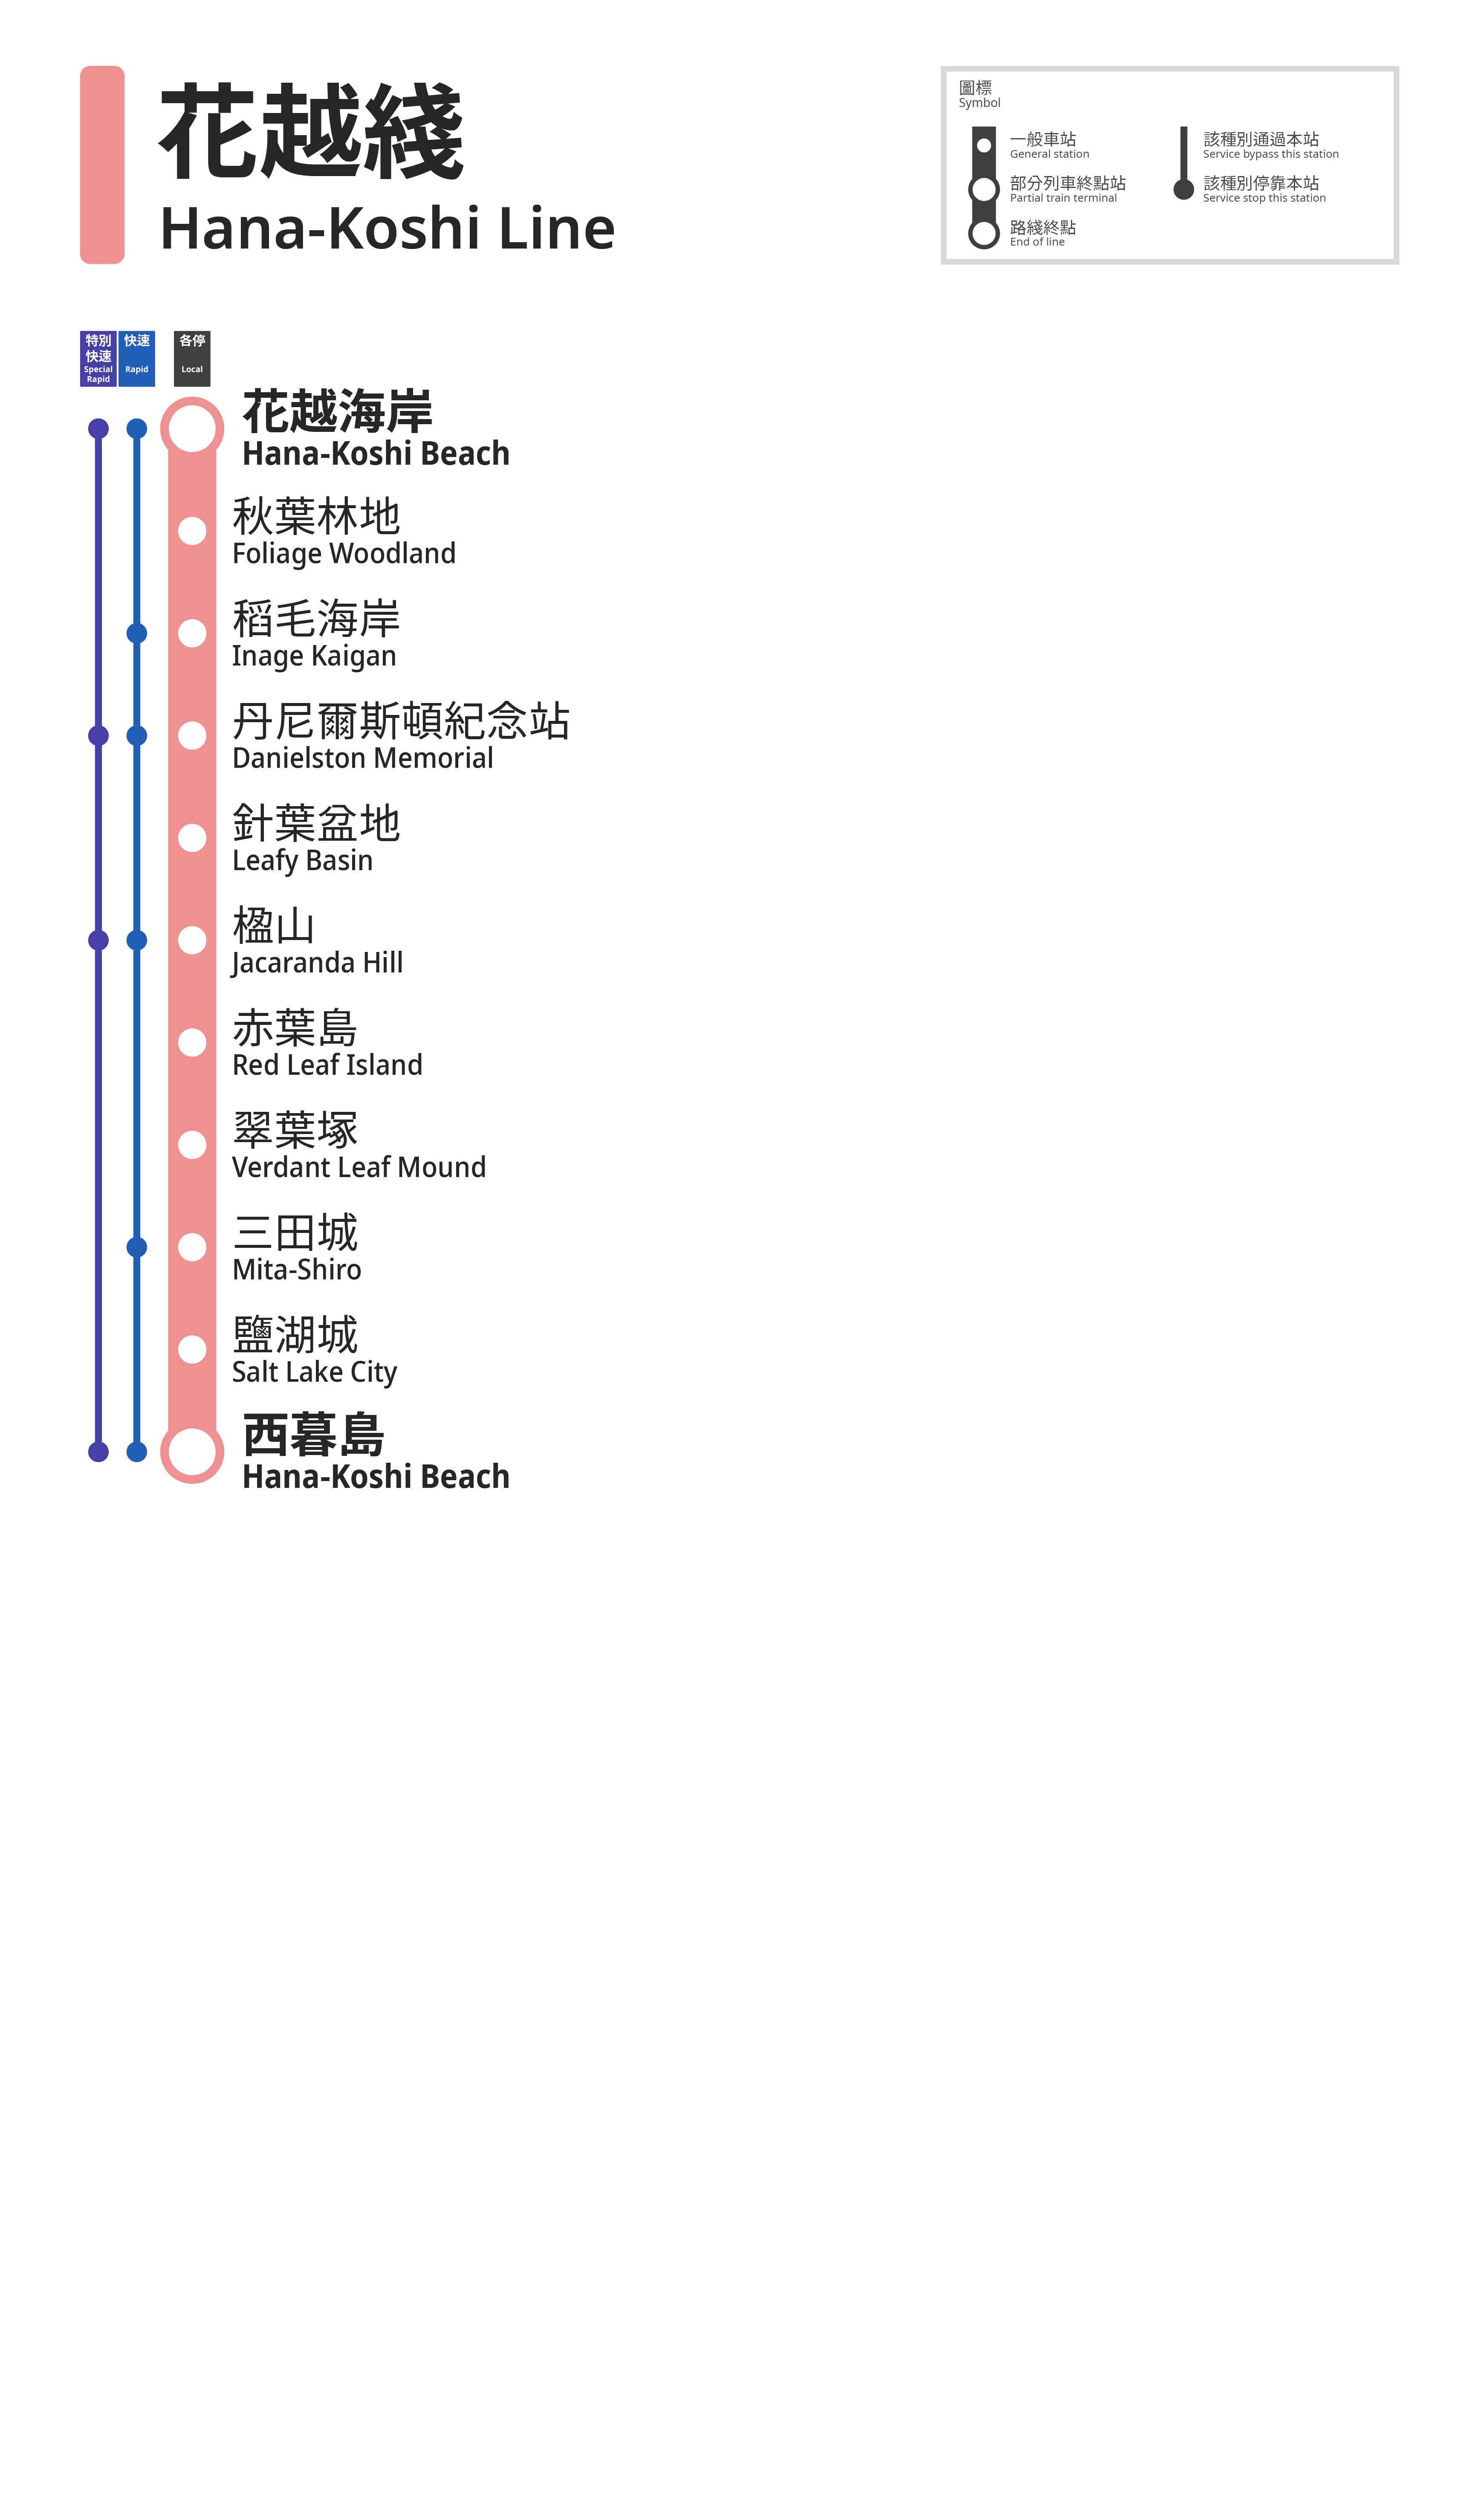 花越綫
Hana-Koshi Line
圖標
Symbol
一般車站
General station
部分列車終點站
Partial train terminal
路綫終點
End of line
該種別通過本站
Service bypass this station
該種別停靠本站
Service stop this station
特別
快速
Special
Rapid
快速
Rapid
各停
Local
花越海岸
Hana-Koshi Beach
秋葉林地
Foliage Woodland
稻毛海岸
Inage Kaigan
丹尼爾斯頓紀念站
Danielston Memorial
針葉盆地
Leafy Basin
楹山
Jacaranda Hill
赤葉島
Red Leaf Island
翠葉塚
Verdant Leaf Mound
三田城
Mita-Shiro
鹽湖城
Salt Lake City
西暮島
Hana-Koshi Beach